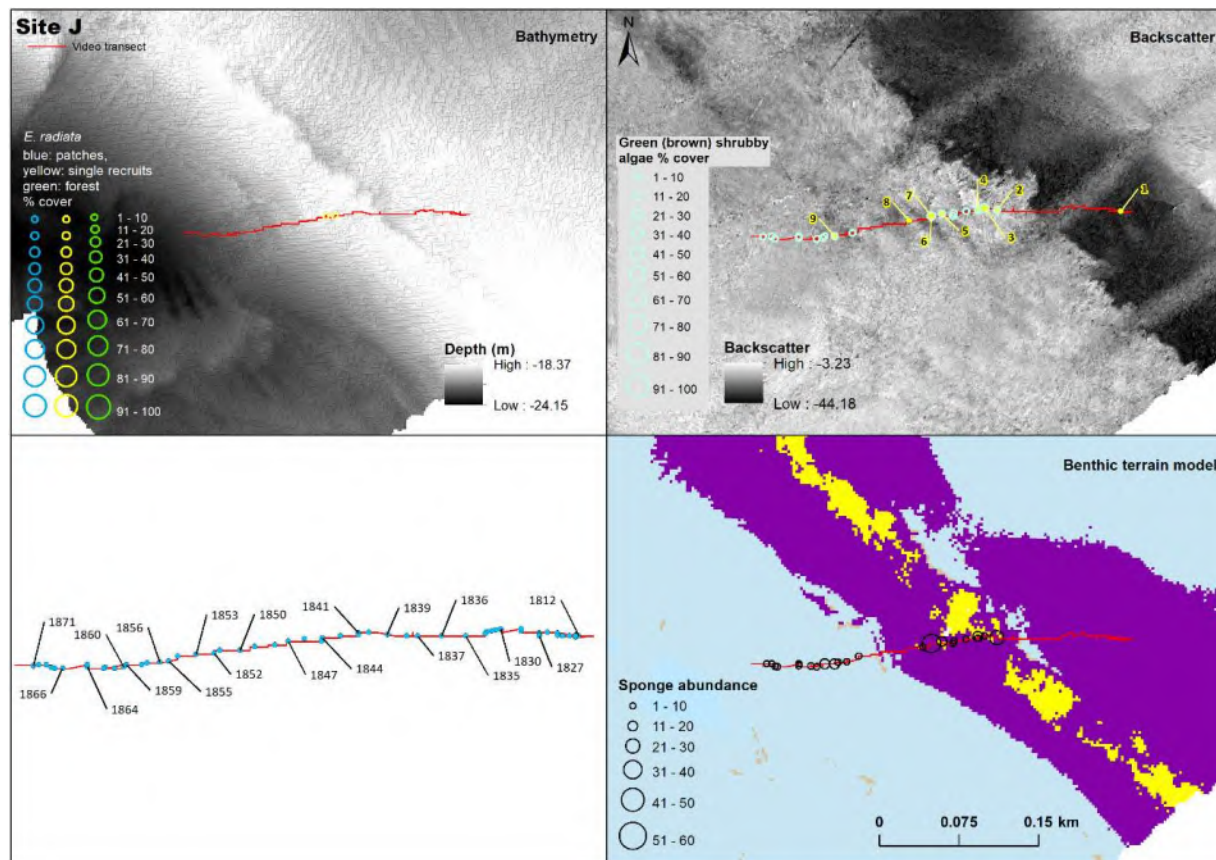 Site J
Video transect
Bathymetry
E. radiata
blue: patches,
yellow: single recruits
green: forest
% cover
1 - 10
11 - 20
21 - 30
31 - 40
41 - 50
51 - 60
61 - 70
71 - 80
81 - 90
91 - 100
Depth (m)
High : -18.37
Low : -24.15
N
Backscatter
Green (brown) shrubby
algae % cover
1 - 10
11 - 20
21 - 30
31 - 40
41 - 50
51 - 60
61 - 70
71 - 80
81 - 90
91 - 100
9
8
7
6
5
4
3
2
1
Backscatter
High : -3.23
Low : -44.18
1871
1866
1864
1860
1859
1856
1855
1853
1852
1850
1847
1844
1841
1839
1837
1836
1835
1830
1827
1812
Benthic terrain model
Sponge abundance
1 - 10
11 - 20
21 - 30
31 - 40
41 - 50
51 - 60
0 0.075 0.15 km